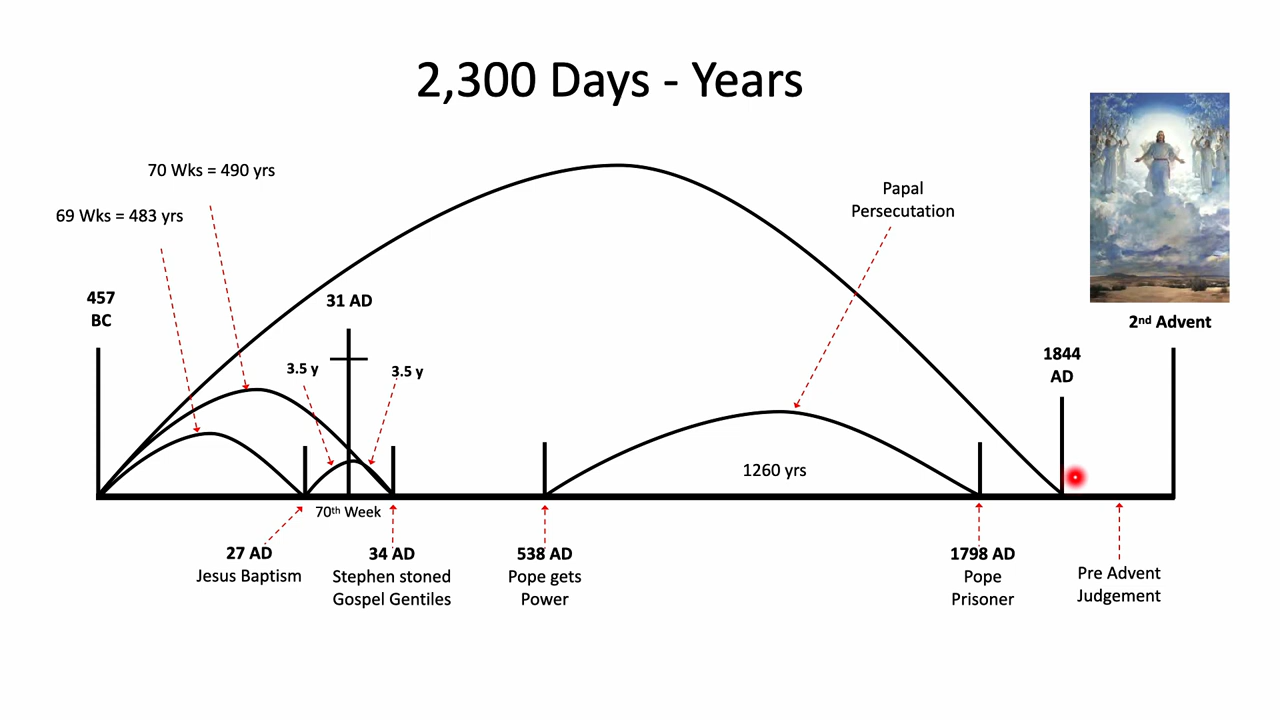 2,300 Days - Years
70 Wks = 490 yrs
69 Wks = 483 yrs
Papal
Persecutation
457
BC
31 AD
2nd Advent
3.5 y
3.5 y
1844
AD
1260 yrs
70th Week
27 AD
Jesus Baptism
34 AD
Stephen stoned
Gospel Gentiles
538 AD
Pope gets
Power
1798 AD
Pope
Prisoner
Pre Advent
Judgement